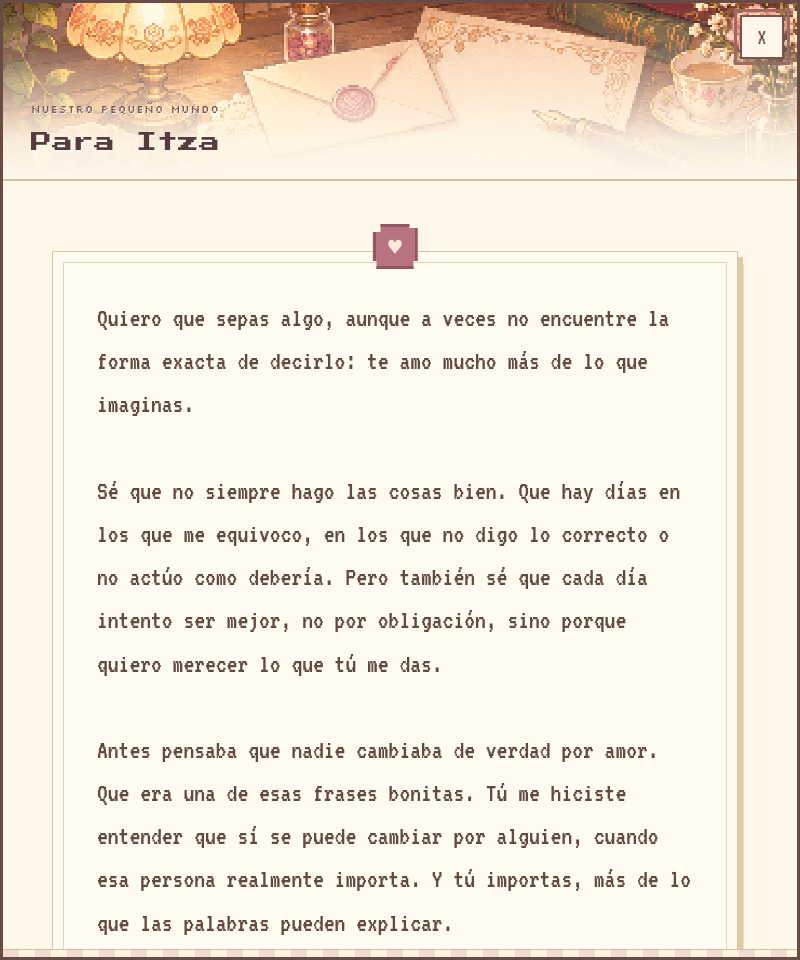 X
NUESTRO PEQUEÑO MUNDO
Para Itza
Quiero que sepas algo, aunque a veces no encuentre la
forma exacta de decirlo: te amo mucho más de lo que
imaginas.
Sé que no siempre hago las cosas bien. Que hay días en
los que me equivoco, en los que no digo lo correcto o
no actúo como debería. Pero también sé que cada día
intento ser mejor, no por obligación, sino porque
quiero merecer lo que tú me das.
Antes pensaba que nadie cambiaba de verdad por amor.
Que era una de esas frases bonitas. Tú me hiciste
entender que sí se puede cambiar por alguien, cuando
esa persona realmente importa. Y tú importas, más de lo
que las palabras pueden explicar.